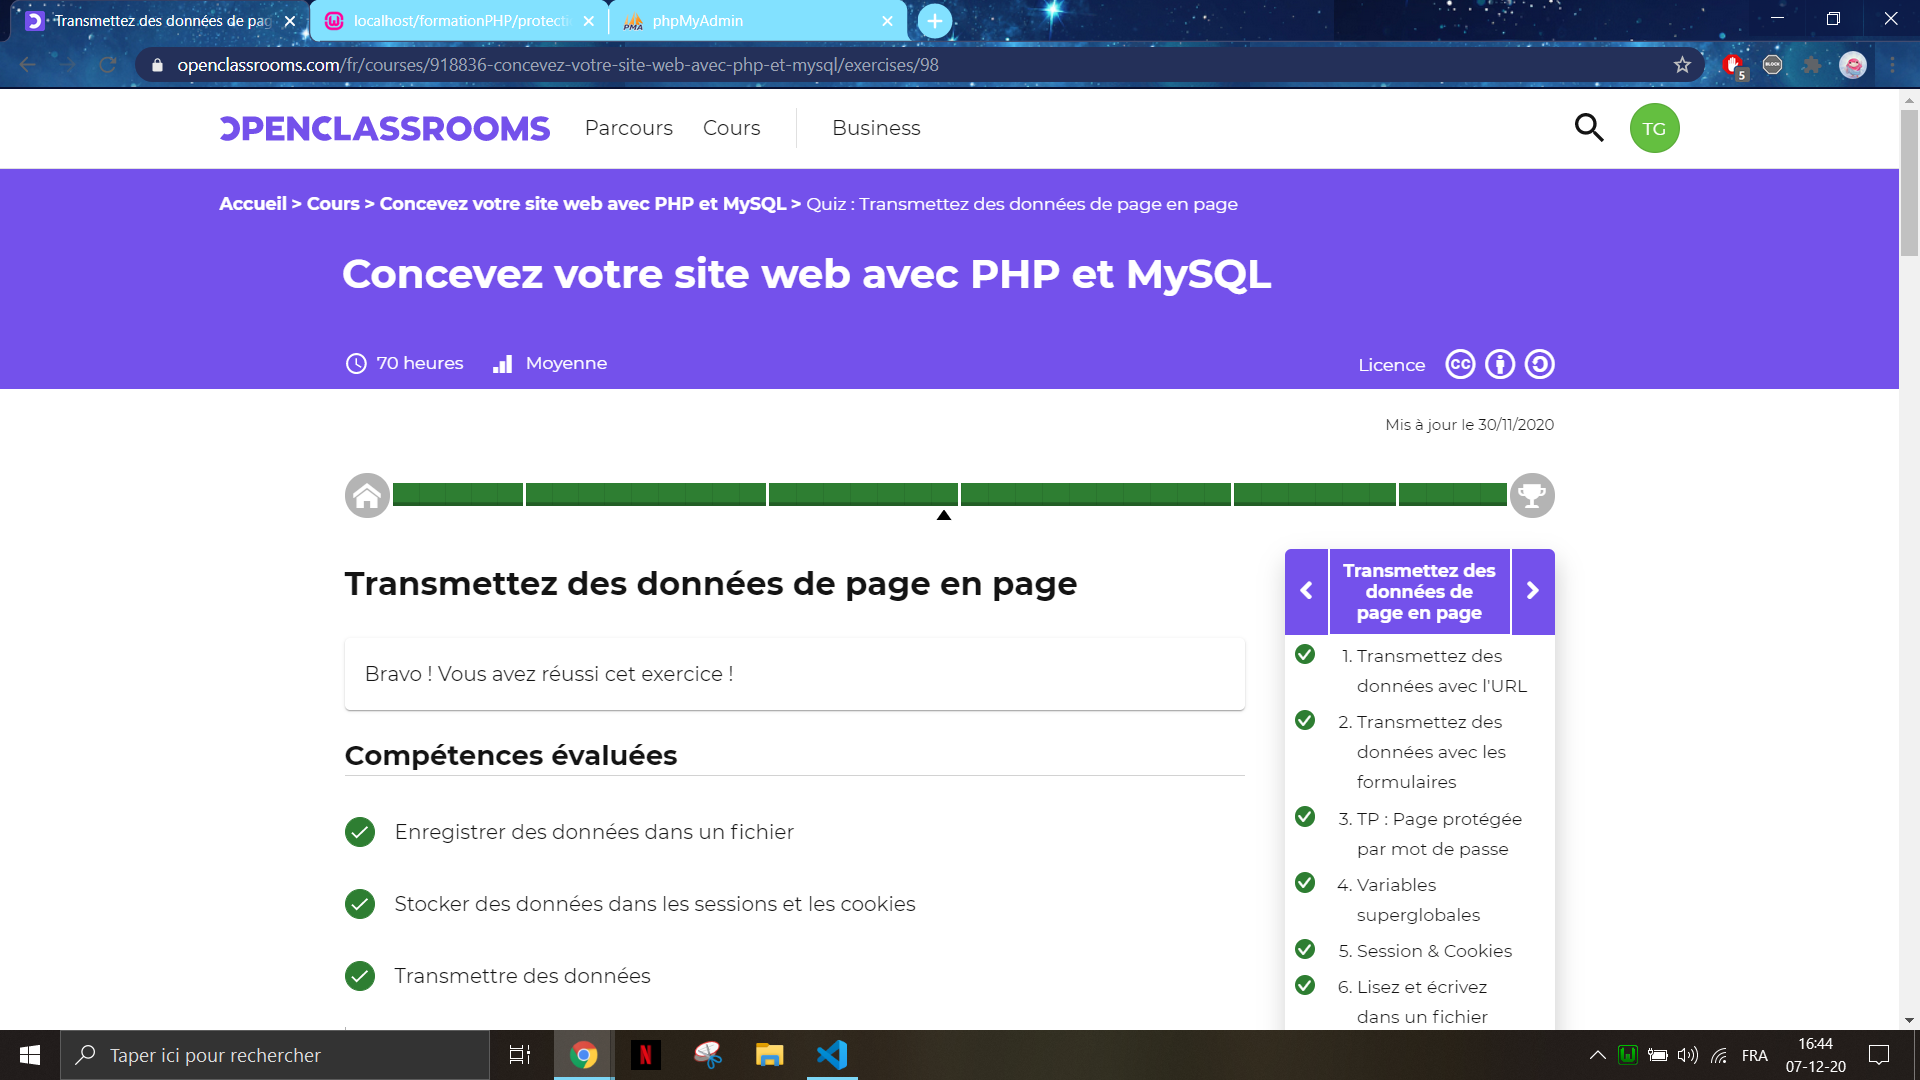 Transmettez des données de pag
localhost/formationPHP/protecti
phpMyAdmin
openclassrooms.com/fr/courses/918836-concevez-votre-site-web-avec-php-et-mysql/exercises/98
5
OPENCLASSROOMS
Parcours
Cours
Business
TG
Accueil > Cours > Concevez votre site web avec PHP et MySQL > Quiz : Transmettez des données de page en page
Concevez votre site web avec PHP et MySQL
70 heures
Moyenne
Licence
cc
Mis à jour le 30/11/2020
Transmettez des données de page en page
Bravo ! Vous avez réussi cet exercice !
Compétences évaluées
Enregistrer des données dans un fichier
Stocker des données dans les sessions et les cookies
Transmettre des données
Transmettez des
données de
page en page
1. Transmettez des
données avec l'URL
2. Transmettez des
données avec les
formulaires
3. TP : Page protégée
par mot de passe
4. Variables
superglobales
5. Session & Cookies
6. Lisez et écrivez
dans un fichier
Taper ici pour rechercher
N
FRA
16:44
07-12-20